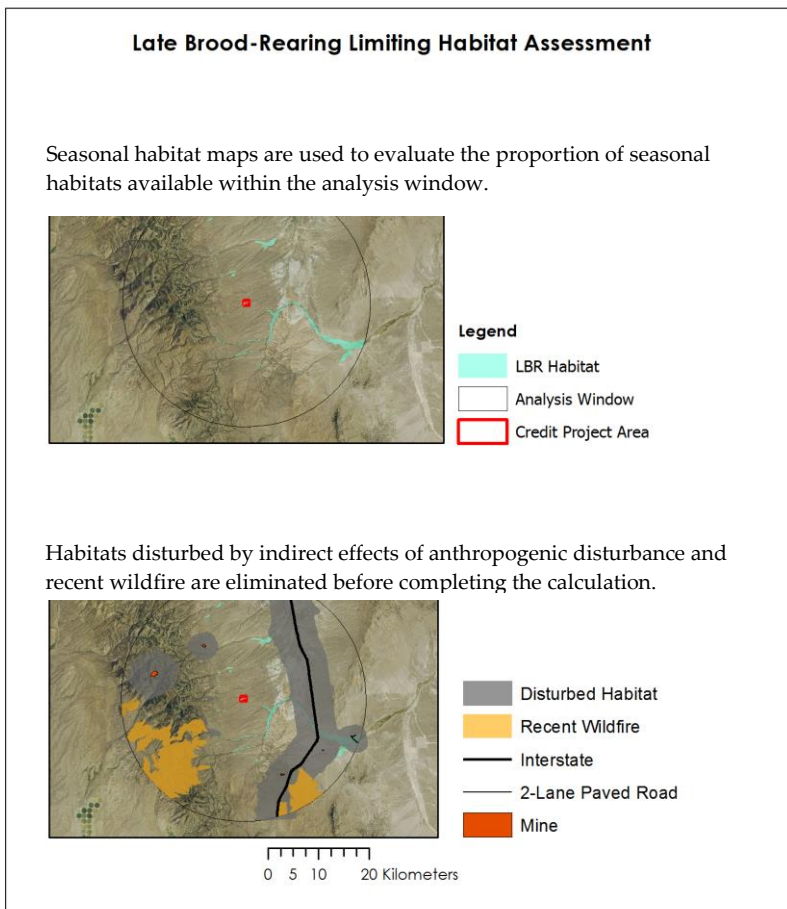 Late Brood-Rearing Limiting Habitat Assessment
Seasonal habitat maps are used to evaluate the proportion of seasonal
habitats available within the analysis window.
Legend
LBR Habitat
Analysis Window
Credit Project Area
Habitats disturbed by indirect effects of anthropogenic disturbance and
recent wildfire are eliminated before completing the calculation.
Disturbed Habitat
Recent Wildfire
Interstate
2-Lane Paved Road
Mine
0 5 10 20 Kilometers